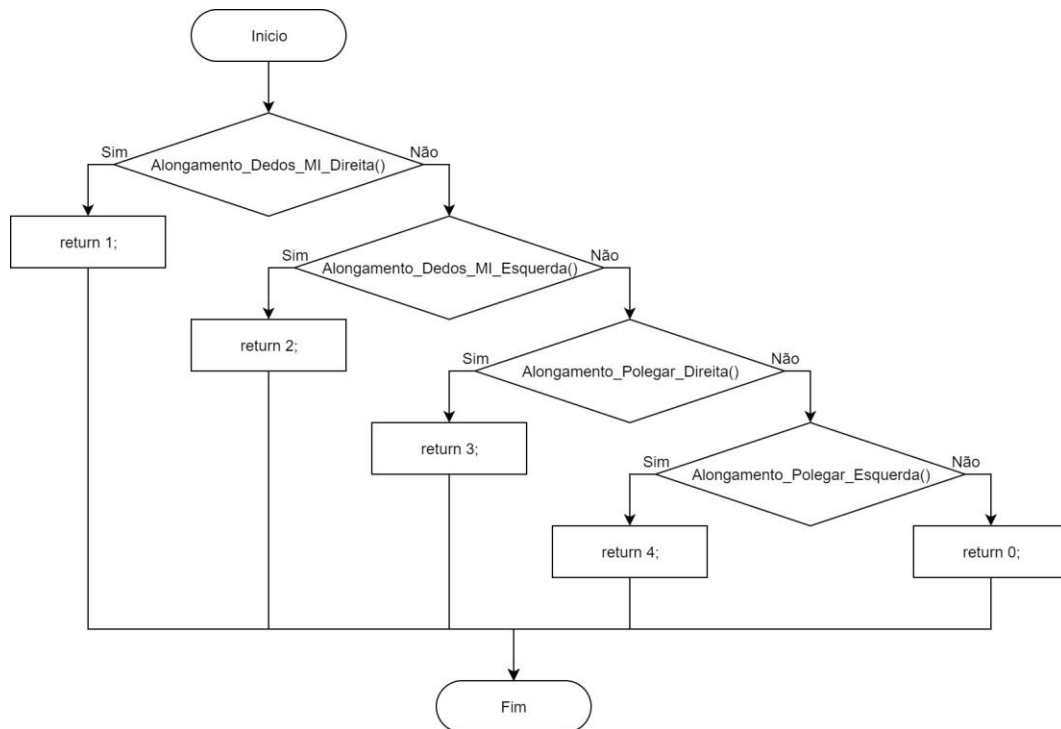 Inicio
Sim
Não
Alongamento_Dedos_MI_Direita()
return 1;
Sim
Não
Alongamento_Dedos_MI_Esquerda()
return 2;
Sim
Não
Alongamento_Polegar_Direita()
return 3;
Sim
Não
Alongamento_Polegar_Esquerda()
return 4;
return 0;
Fim